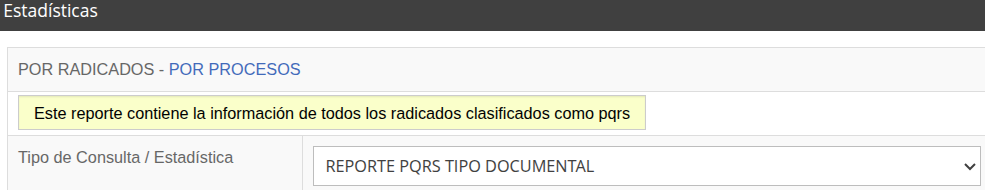 Estadísticas
POR RADICADOS - POR PROCESOS
Este reporte contiene la información de todos los radicados clasificados como pqrs
Tipo de Consulta / Estadística
REPORTE PQRS TIPO DOCUMENTAL